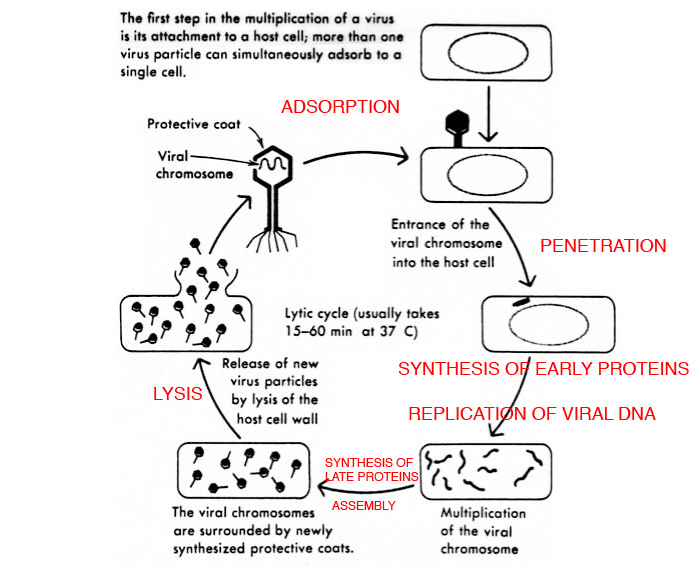 The first step in the multiplication of a virus
is its attachment to a host cell; more than one
virus particle can simultaneously adsorb to a
single cell.
ADSORPTION
Protective coat
Viral
chromosome
Entrance of the
viral chromosome
into the host cell
PENETRATION
Lytic cycle (usually takes
15–60 min at 37 C)
SYNTHESIS OF EARLY PROTEINS
REPLICATION OF VIRAL DNA
Release of new
virus particles
by lysis of the
host cell wall
LYSIS
SYNTHESIS OF
LATE PROTEINS
ASSEMBLY
The viral chromosomes
are surrounded by newly
synthesized protective coats.
Multiplication
of the viral
chromosome